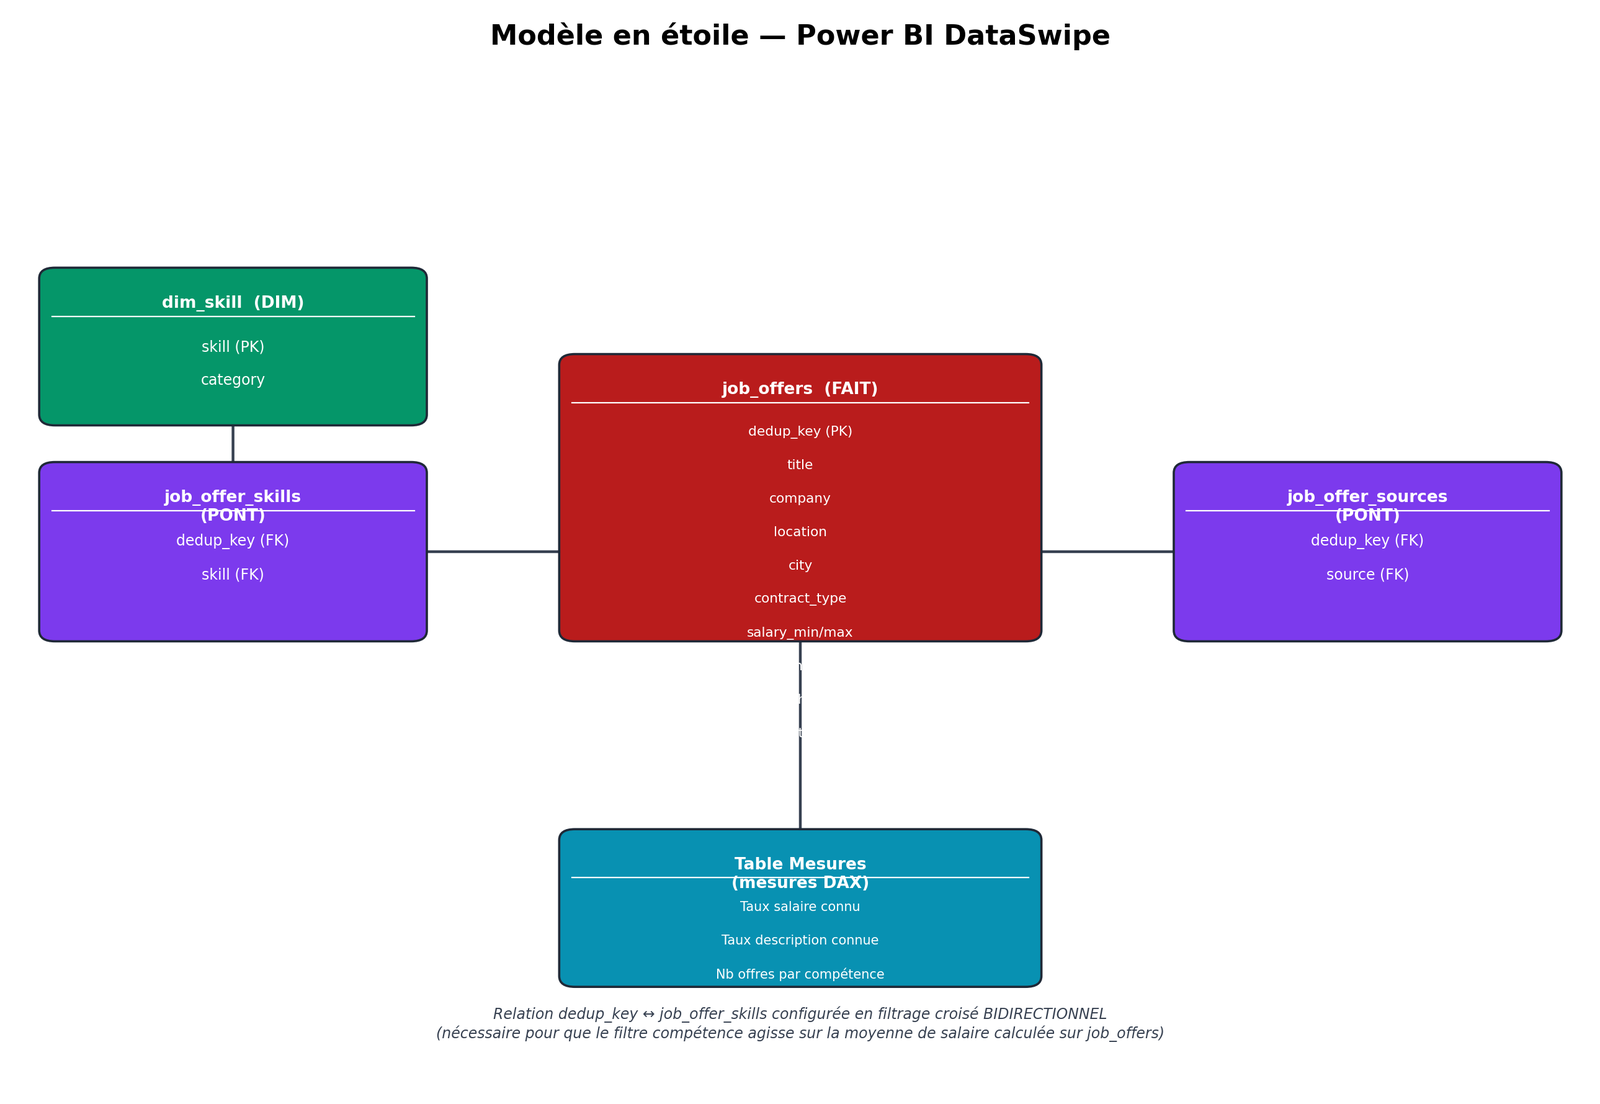 Modèle en étoile — Power BI DataSwipe
dim_skill (DIM)
skill (PK)
category
job_offers (FAIT)
dedup_key (PK)
title
company
location
city
contract_type
salary_min/max
job_offer_skills
(PONT)
dedup_key (FK)
skill (FK)
job_offer_sources
(PONT)
dedup_key (FK)
source (FK)
Table Mesures
(mesures DAX)
Taux salaire connu
Taux description connue
Nb offres par compétence
Relation dedup_key ↔ job_offer_skills configurée en filtrage croisé BIDIRECTIONNEL
(nécessaire pour que le filtre compétence agisse sur la moyenne de salaire calculée sur job_offers)